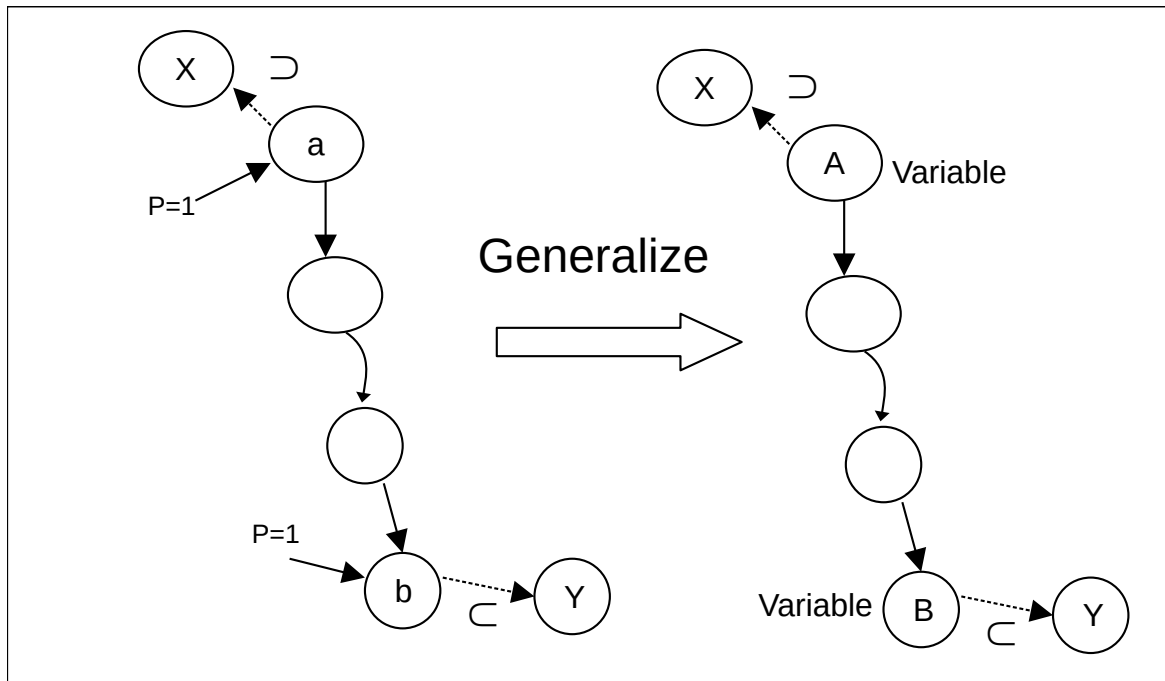 X
⊃
a
P=1
P=1
b
⊂
Y
Generalize
X
⊃
A
Variable
Variable
B
⊂
Y